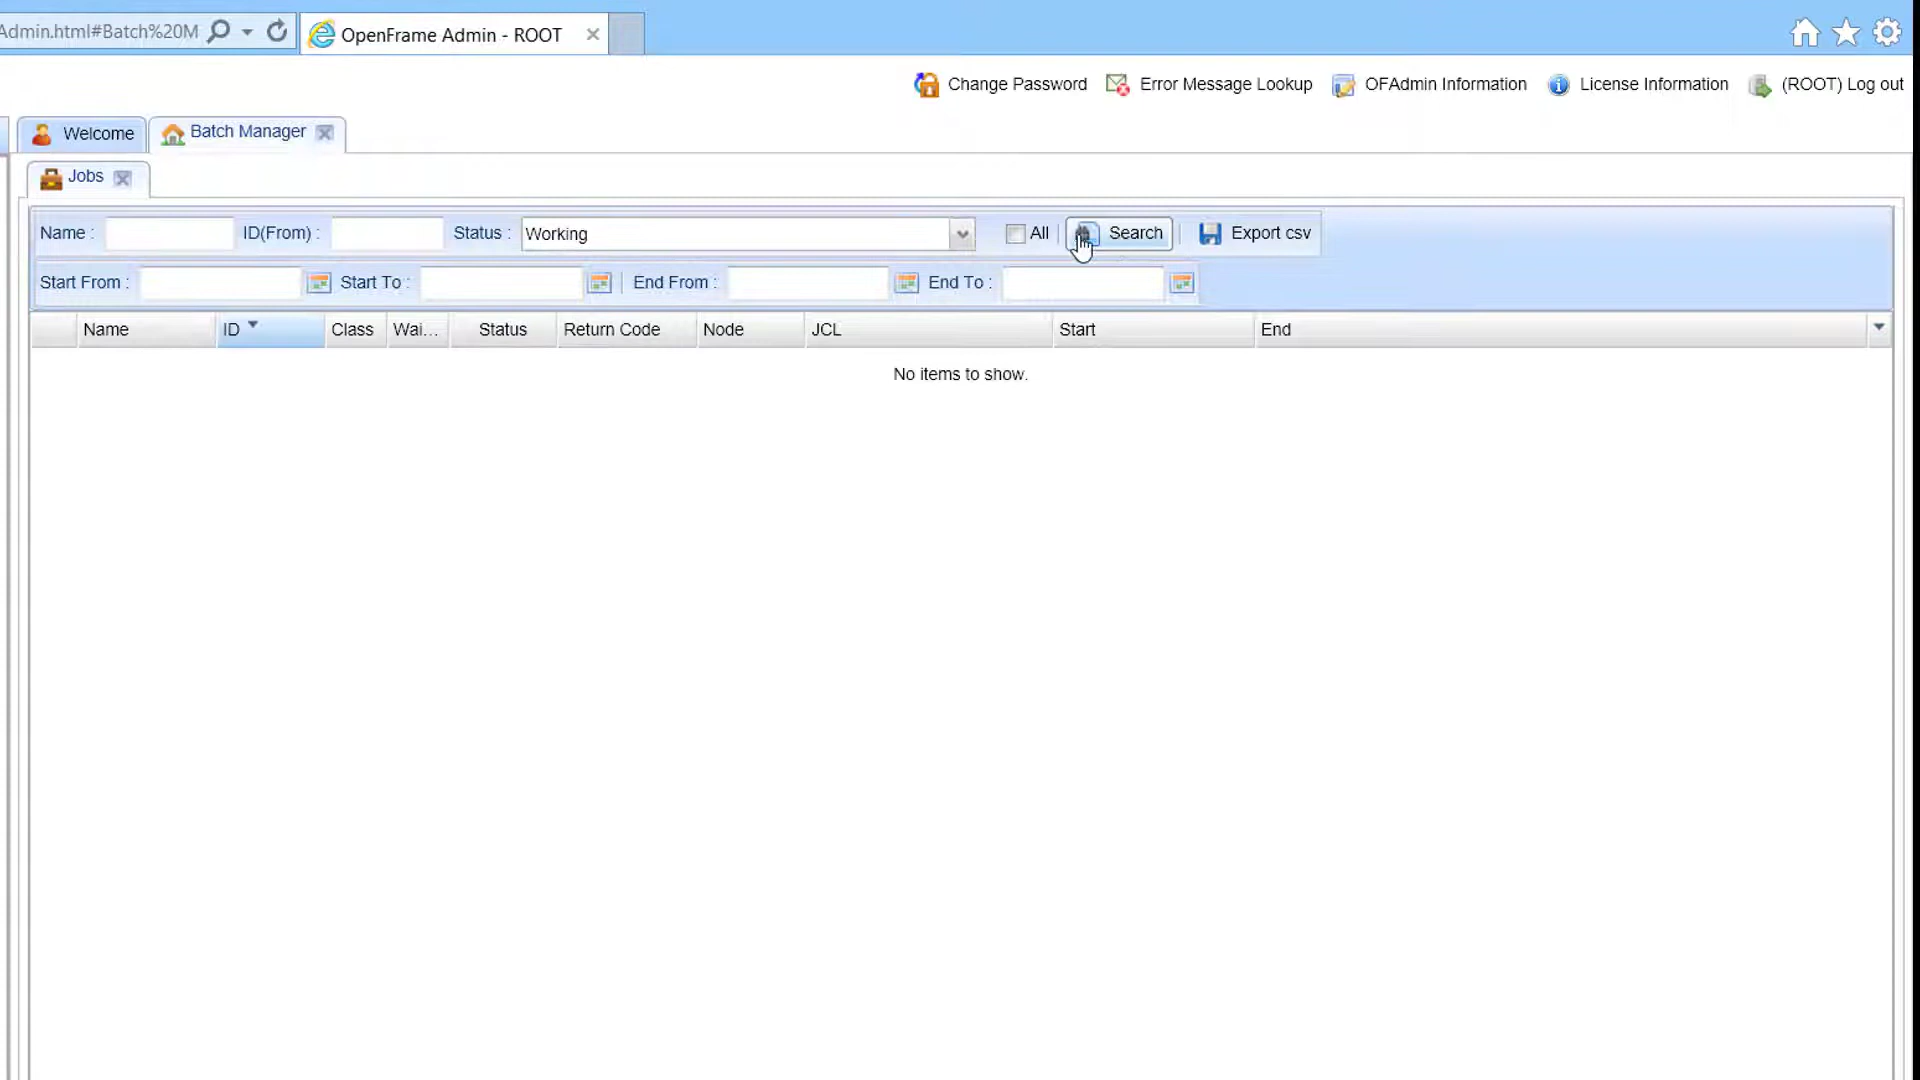 Admin.html#Batch%20M
OpenFrame Admin - ROOT
Change Password Error Message Lookup OFAdmin Information License Information (ROOT) Log out
Welcome Batch Manager
Jobs
Name : ID(From) : Status : Working All Search Export csv
Start From : Start To : End From : End To :
Name ID Class Wai... Status Return Code Node JCL Start End
No items to show.